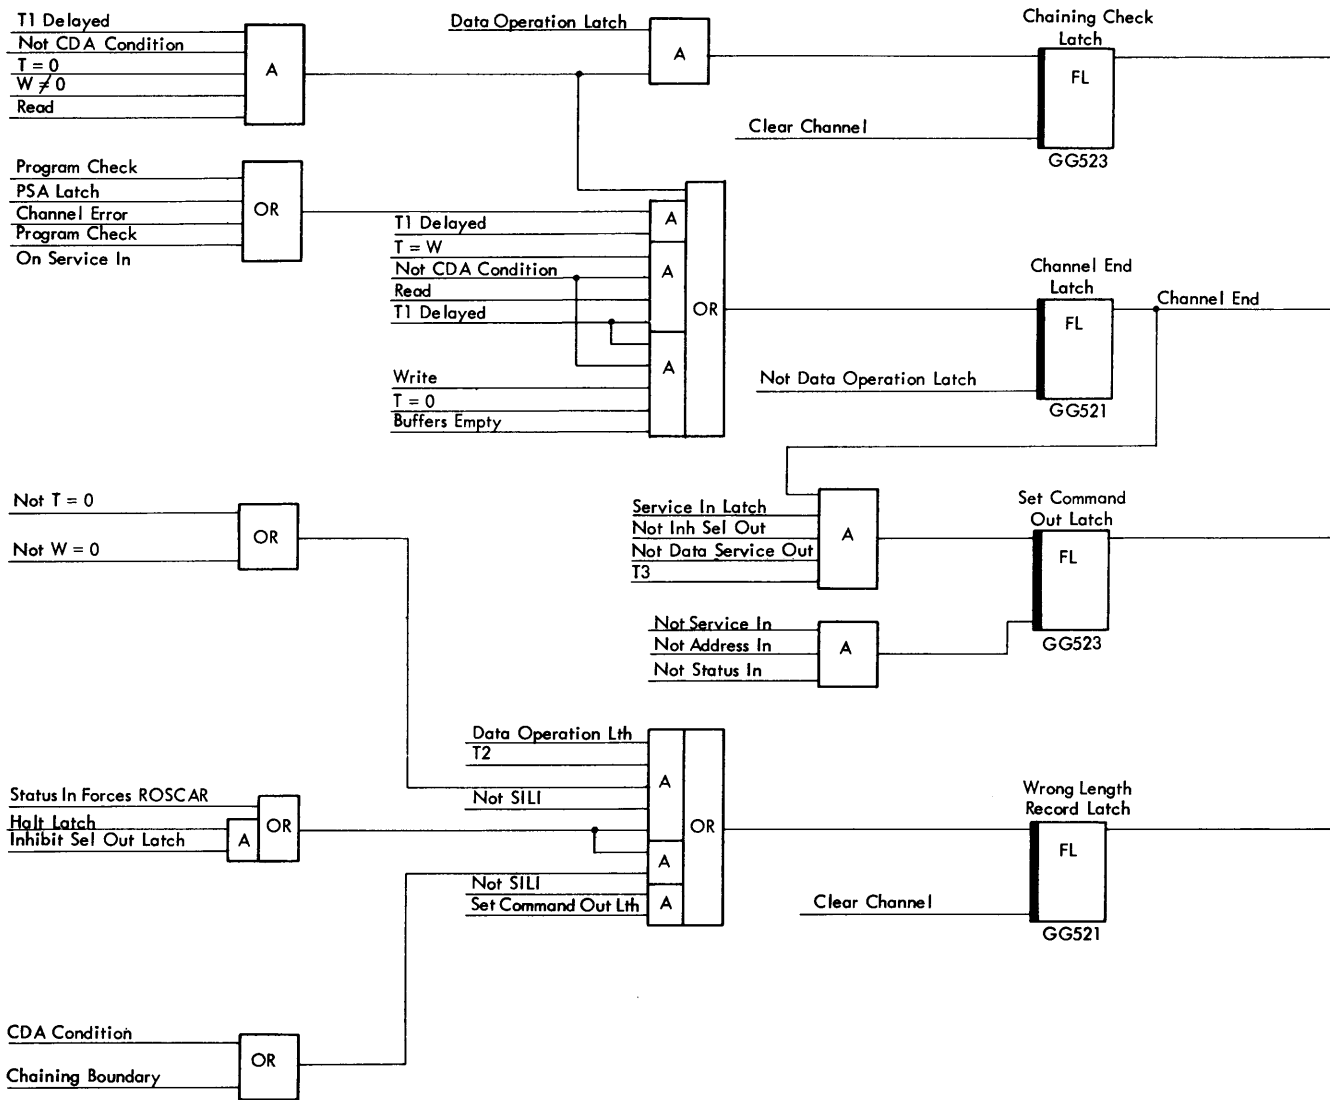 T1 Delayed
Not CDA Condition
T = 0
W ≠ 0
Read
A
Data Operation Latch
A
Chaining Check
Latch
FL
Clear Channel
GG523
Program Check
PSA Latch
Channel Error
Program Check
On Service In
OR
T1 Delayed
T = W
Not CDA Condition
Read
T1 Delayed
Write
T = 0
Buffers Empty
A
A
A
OR
Channel End
Latch
FL
Channel End
Not Data Operation Latch
GG521
Not T = 0
Not W = 0
OR
Service In Latch
Not Inh Sel Out
Not Data Service Out
T3
A
Set Command
Out Latch
FL
GG523
Not Service In
Not Address In
Not Status In
A
Data Operation Lth
T2
Not SILI
A
OR
Status In Forces ROSCAR
Halt Latch
Inhibit Sel Out Latch
A
OR
A
Not SILI
Set Command Out Lth
A
Wrong Length
Record Latch
FL
Clear Channel
GG521
CDA Condition
Chaining Boundary
OR